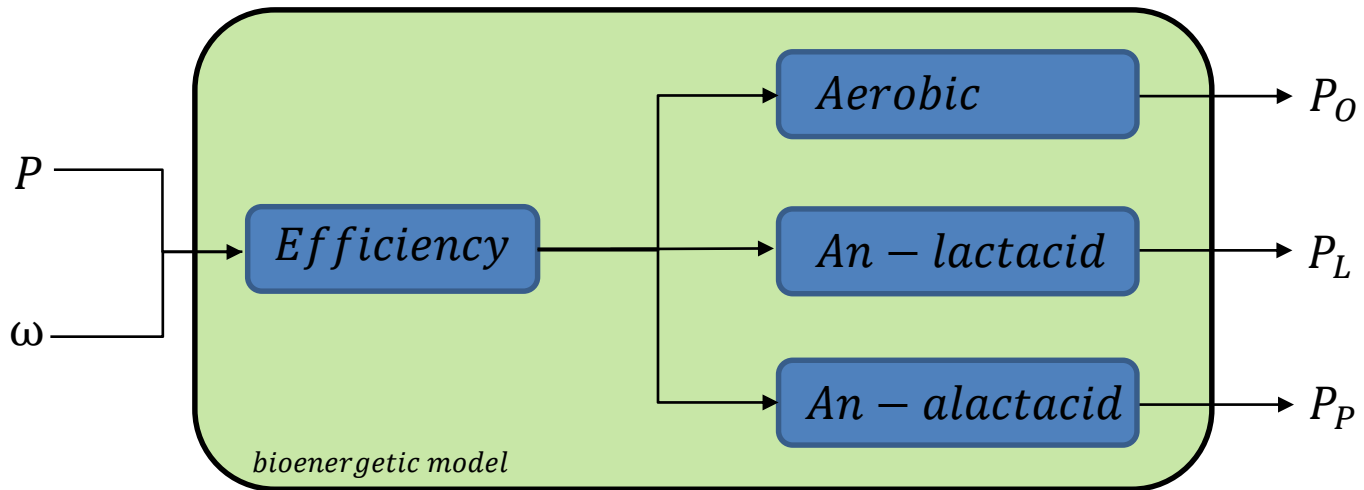 Aerobic
P_O
P
Efficiency
An − lactacid
P_L
ω
An − alactacid
P_P
bioenergetic model